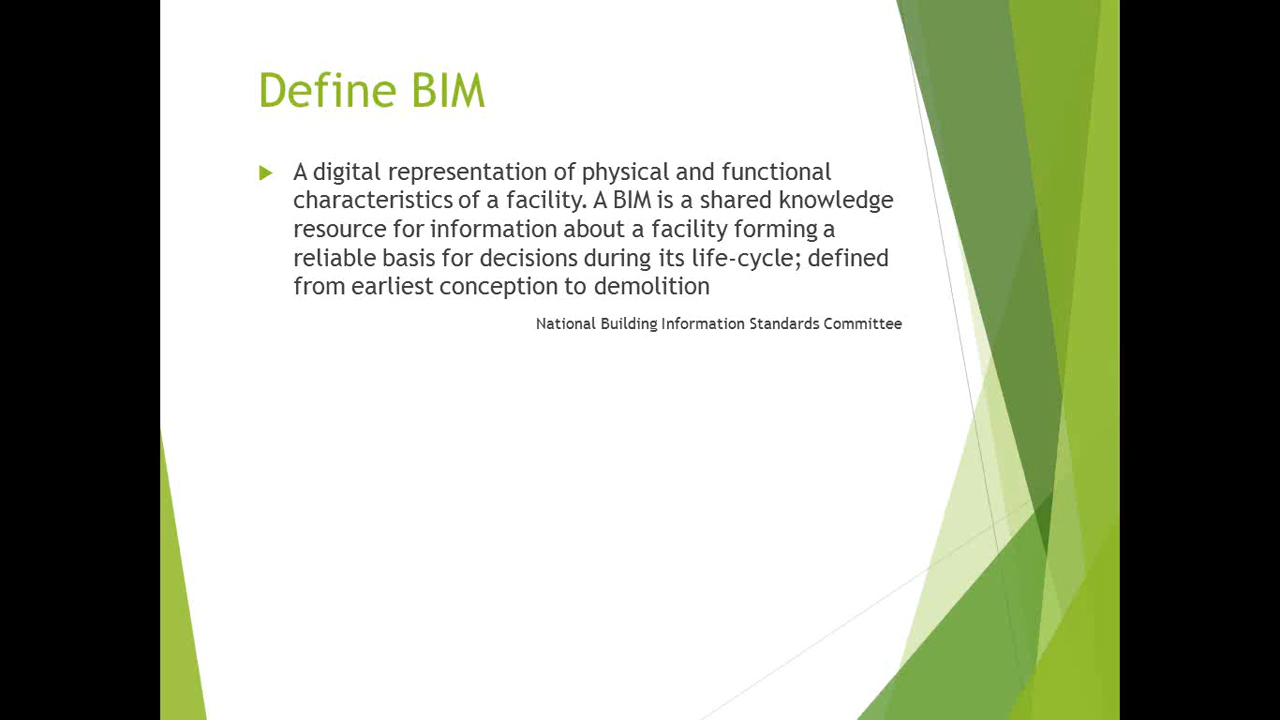 Define BIM
A digital representation of physical and functional
characteristics of a facility. A BIM is a shared knowledge
resource for information about a facility forming a
reliable basis for decisions during its life-cycle; defined
from earliest conception to demolition
National Building Information Standards Committee